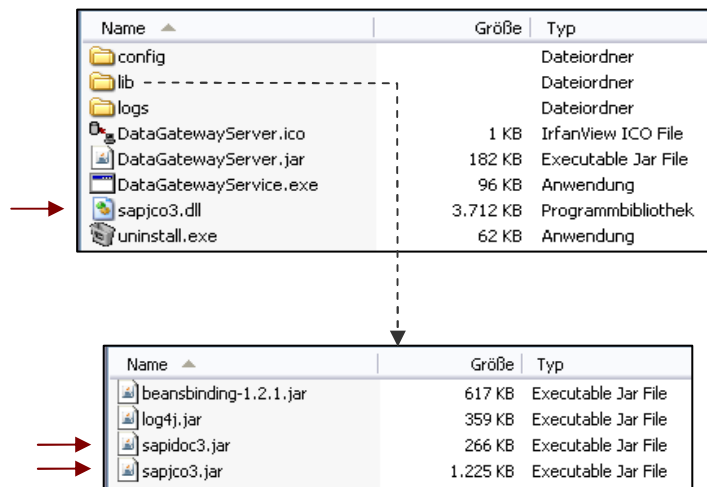 Name Größe Typ
config Dateiordner
lib Dateiordner
logs Dateiordner
DataGatewayServer.ico 1 KB IrfanView ICO File
DataGatewayServer.jar 182 KB Executable Jar File
DataGatewayService.exe 96 KB Anwendung
sapjco3.dll 3.712 KB Programmbibliothek
uninstall.exe 62 KB Anwendung
Name Größe Typ
beansbinding-1.2.1.jar 617 KB Executable Jar File
log4j.jar 359 KB Executable Jar File
sapidoc3.jar 266 KB Executable Jar File
sapjco3.jar 1.225 KB Executable Jar File